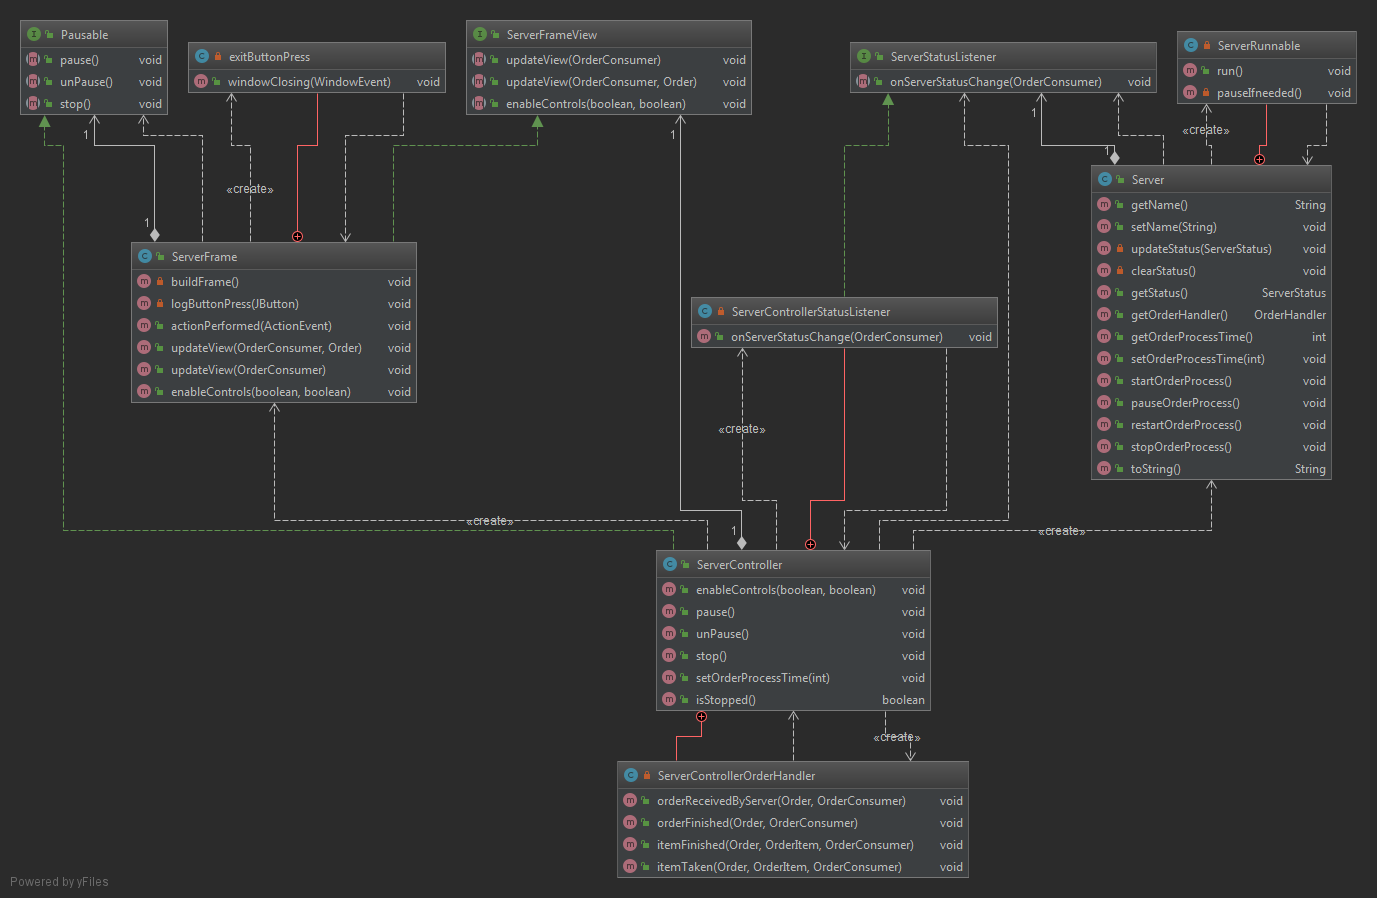 Pausable
pause() void
unPause() void
stop() void
exitButtonPress
windowClosing(WindowEvent) void
ServerFrameView
updateView(OrderConsumer) void
updateView(OrderConsumer, Order) void
enableControls(boolean, boolean) void
ServerStatusListener
onServerStatusChange(OrderConsumer) void
ServerRunnable
run() void
pauseIfneeded() void
1
1
«create»
1
Server
getName() String
setName(String) void
updateStatus(ServerStatus) void
clearStatus() void
getStatus() ServerStatus
getOrderHandler() OrderHandler
getOrderProcessTime() int
setOrderProcessTime(int) void
startOrderProcess() void
pauseOrderProcess() void
restartOrderProcess() void
stopOrderProcess() void
toString() String
1
«create»
1
ServerFrame
buildFrame() void
logButtonPress(JButton) void
actionPerformed(ActionEvent) void
updateView(OrderConsumer, Order) void
updateView(OrderConsumer) void
enableControls(boolean, boolean) void
ServerControllerStatusListener
onServerStatusChange(OrderConsumer) void
«create»
«create»
1
«create»
ServerController
enableControls(boolean, boolean) void
pause() void
unPause() void
stop() void
setOrderProcessTime(int) void
isStopped() boolean
«create»
ServerControllerOrderHandler
orderReceivedByServer(Order, OrderConsumer) void
orderFinished(Order, OrderConsumer) void
itemFinished(Order, OrderItem, OrderConsumer) void
itemTaken(Order, OrderItem, OrderConsumer) void
Powered by yFiles